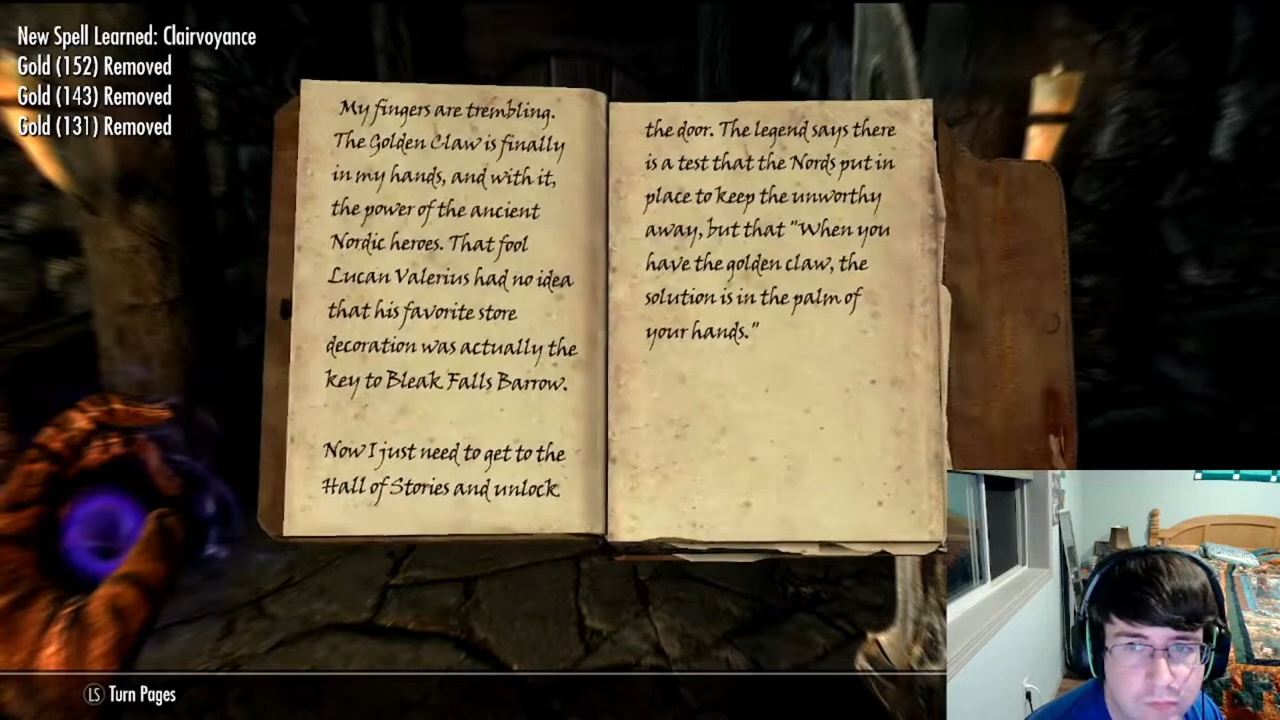 New Spell Learned: Clairvoyance
Gold (152) Removed
Gold (143) Removed
Gold (131) Removed
My fingers are trembling.
The Golden Claw is finally
in my hands, and with it,
the power of the ancient
Nordic heroes. That fool
Lucan Valerius had no idea
that his favorite store
decoration was actually the
key to Bleak Falls Barrow.
Now I just need to get to the
Hall of Stories and unlock
the door. The legend says there
is a test that the Nords put in
place to keep the unworthy
away, but that "When you
have the golden claw, the
solution is in the palm of
your hands."
LS Turn Pages